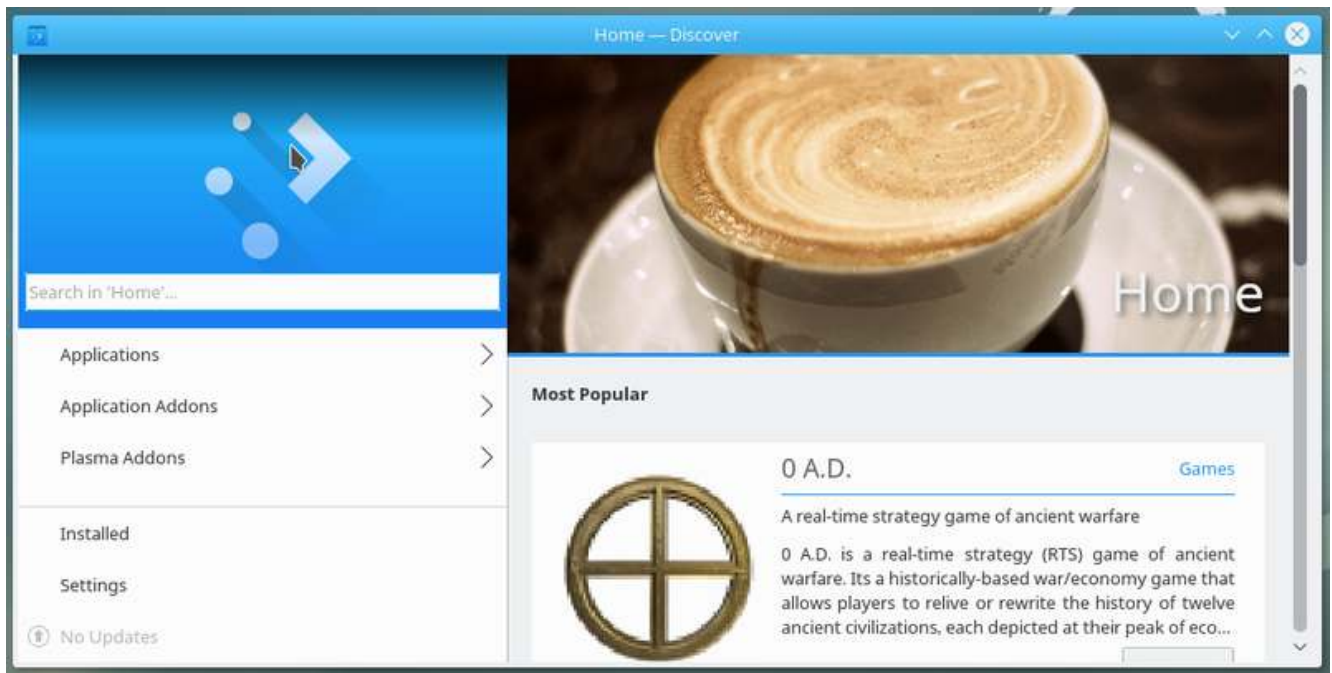 Home — Discover
Search in 'Home'...
Applications
Application Addons
Plasma Addons
Installed
Settings
No Updates
Home
Most Popular
0 A.D.
Games
A real-time strategy game of ancient warfare
0 A.D. is a real-time strategy (RTS) game of ancient
warfare. Its a historically-based war/economy game that
allows players to relive or rewrite the history of twelve
ancient civilizations, each depicted at their peak of eco...